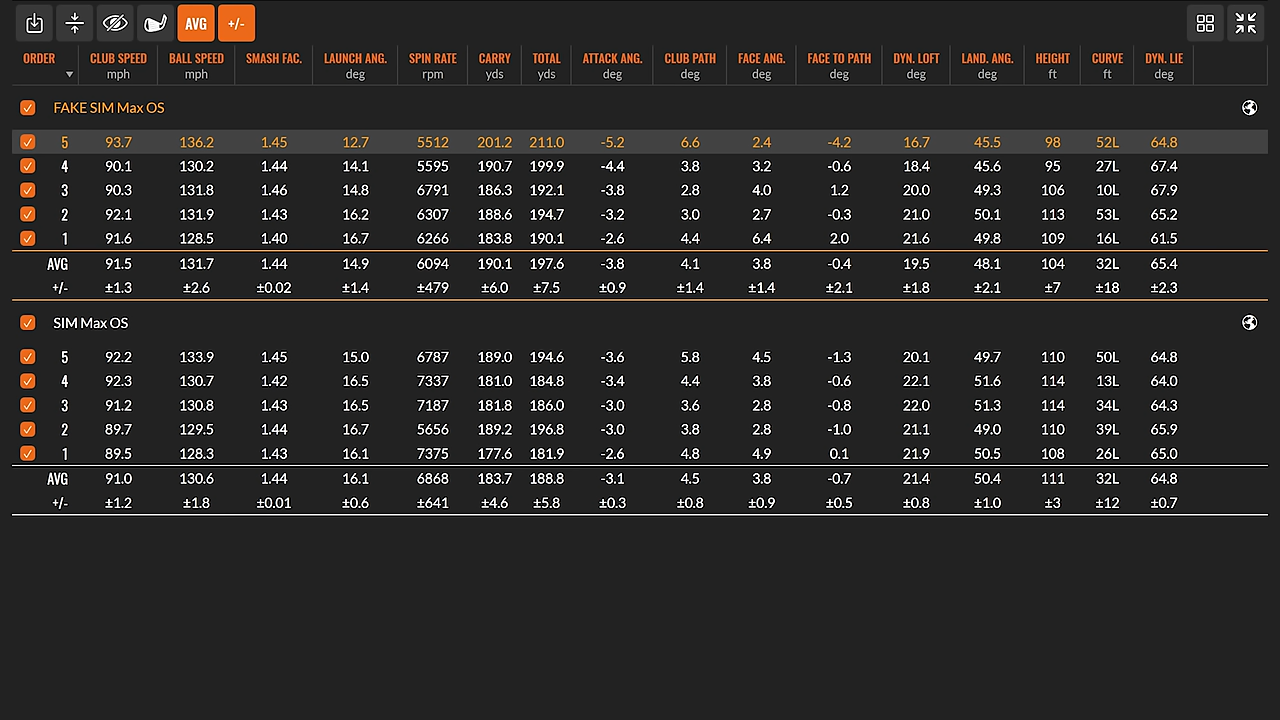 AVG +/-
ORDER CLUB SPEED BALL SPEED SMASH FAC. LAUNCH ANG. SPIN RATE CARRY TOTAL ATTACK ANG. CLUB PATH FACE ANG. FACE TO PATH DYN. LOFT LAND. ANG. HEIGHT CURVE DYN. LIE
mph mph deg rpm yds yds deg deg deg deg deg deg ft ft deg
FAKE SIM Max OS
5 93.7 136.2 1.45 12.7 5512 201.2 211.0 -5.2 6.6 2.4 -4.2 16.7 45.5 98 52L 64.8
4 90.1 130.2 1.44 14.1 5595 190.7 199.9 -4.4 3.8 3.2 -0.6 18.4 45.6 95 27L 67.4
3 90.3 131.8 1.46 14.8 6791 186.3 192.1 -3.8 2.8 4.0 1.2 20.0 49.3 106 10L 67.9
2 92.1 131.9 1.43 16.2 6307 188.6 194.7 -3.2 3.0 2.7 -0.3 21.0 50.1 113 53L 65.2
1 91.6 128.5 1.40 16.7 6266 183.8 190.1 -2.6 4.4 6.4 2.0 21.6 49.8 109 16L 61.5
AVG 91.5 131.7 1.44 14.9 6094 190.1 197.6 -3.8 4.1 3.8 -0.4 19.5 48.1 104 32L 65.4
+/- ±1.3 ±2.6 ±0.02 ±1.4 ±479 ±6.0 ±7.5 ±0.9 ±1.4 ±1.4 ±2.1 ±1.8 ±2.1 ±7 ±18 ±2.3
SIM Max OS
5 92.2 133.9 1.45 15.0 6787 189.0 194.6 -3.6 5.8 4.5 -1.3 20.1 49.7 110 50L 64.8
4 92.3 130.7 1.42 16.5 7337 181.0 184.8 -3.4 4.4 3.8 -0.6 22.1 51.6 114 13L 64.0
3 91.2 130.8 1.43 16.5 7187 181.8 186.0 -3.0 3.6 2.8 -0.8 22.0 51.3 114 34L 64.3
2 89.7 129.5 1.44 16.7 5656 189.2 196.8 -3.0 3.8 2.8 -1.0 21.1 49.0 110 39L 65.9
1 89.5 128.3 1.43 16.1 7375 177.6 181.9 -2.6 4.8 4.9 0.1 21.9 50.5 108 26L 65.0
AVG 91.0 130.6 1.44 16.1 6868 183.7 188.8 -3.1 4.5 3.8 -0.7 21.4 50.4 111 32L 64.8
+/- ±1.2 ±1.8 ±0.01 ±0.6 ±641 ±4.6 ±5.8 ±0.3 ±0.8 ±0.9 ±0.5 ±0.8 ±1.0 ±3 ±12 ±0.7